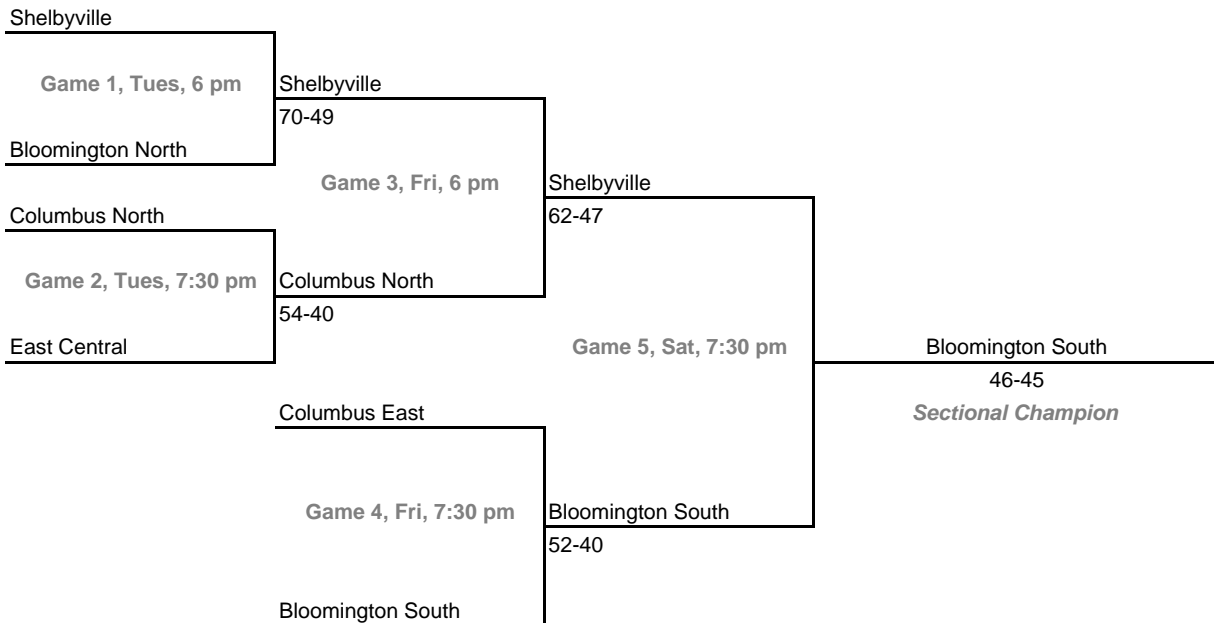 Shelbyville
Game 1, Tues, 6 pm
Shelbyville
70-49
Bloomington North
Game 3, Fri, 6 pm
Shelbyville
Columbus North
62-47
Game 2, Tues, 7:30 pm
Columbus North
54-40
East Central
Game 5, Sat, 7:30 pm
Bloomington South
46-45
Columbus East
Sectional Champion
Game 4, Fri, 7:30 pm
Bloomington South
52-40
Bloomington South